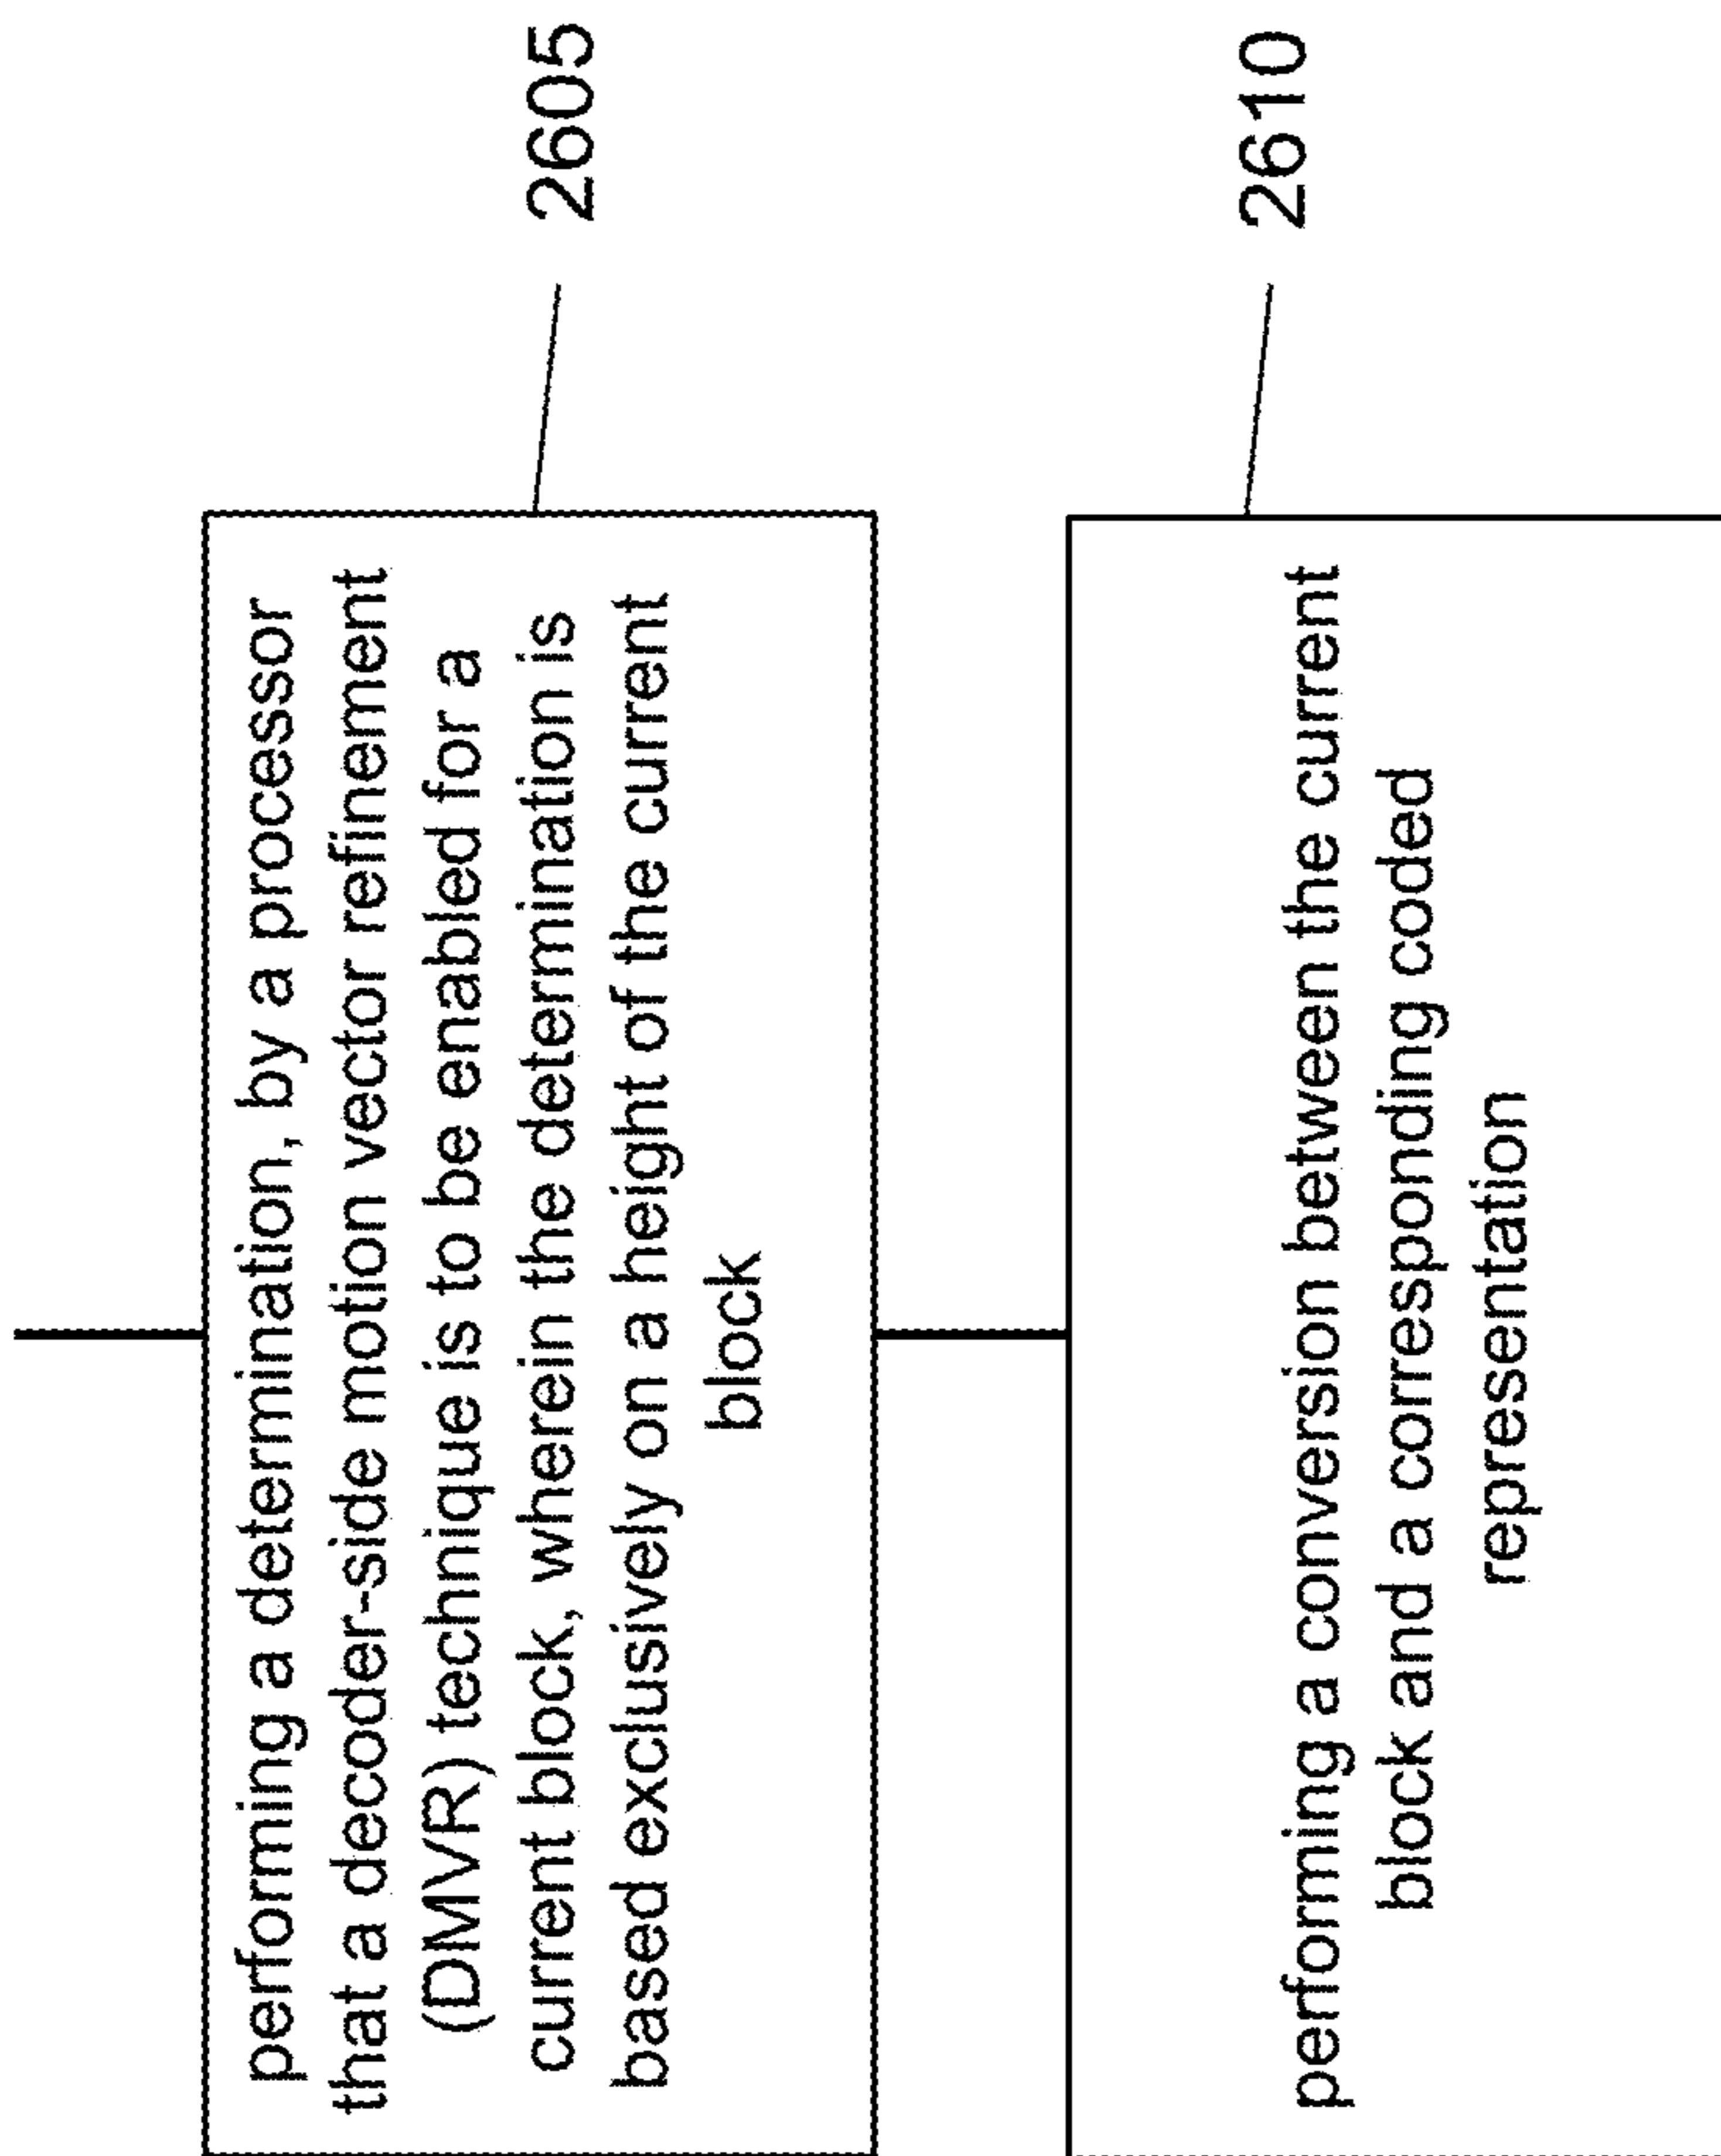 performing a determination, by a processor
that a decoder-side motion vector refinement
(DMVR) technique is to be enabled for a
current block, wherein the determination is
based exclusively on a height of the current
block
2605
performing a conversion between the current
block and a corresponding coded
representation
2610